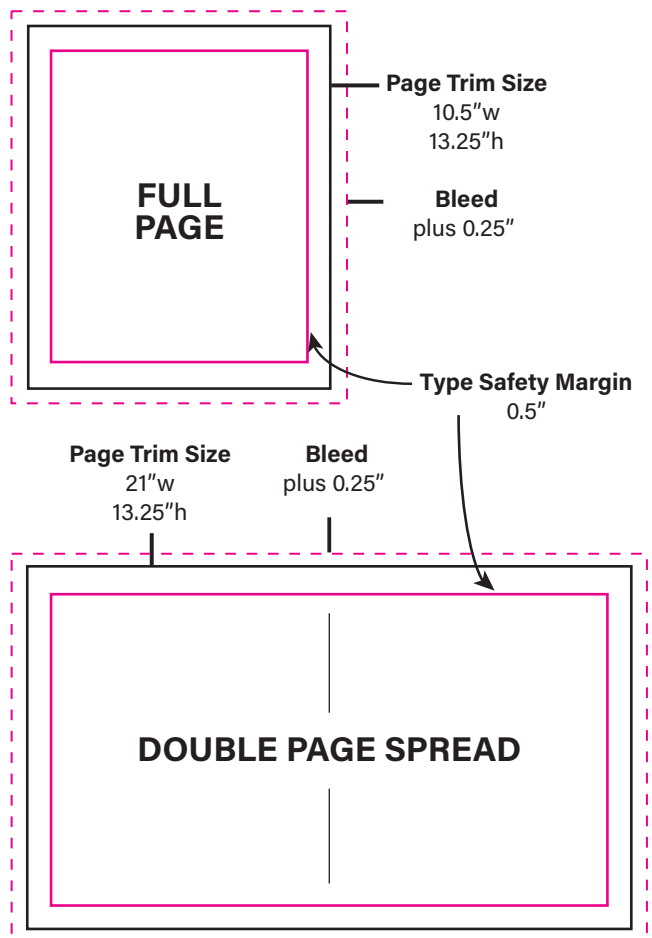 FULL
PAGE
Page Trim Size
10.5”w
13.25”h
Bleed
plus 0.25”
Type Safety Margin
0.5”
Page Trim Size
21”w
13.25”h
Bleed
plus 0.25”
DOUBLE PAGE SPREAD